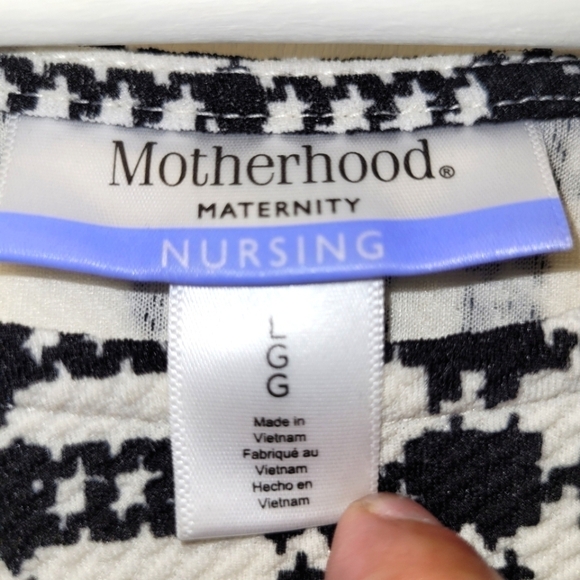 Motherhood®
MATERNITY
NURSING
L
G
G
Made in
Vietnam
Fabriqué au
Vietnam
Hecho en
Vietnam